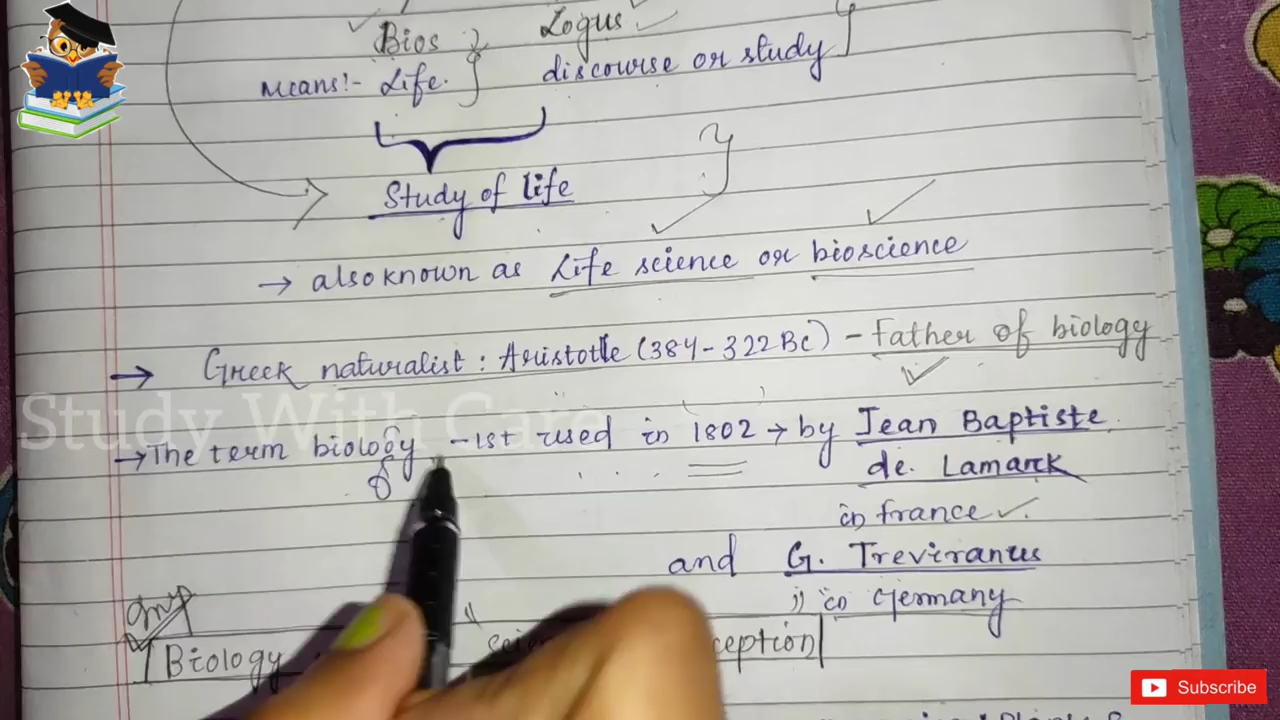 Bios Logus
Means:- Life. discourse or study
Study of life
→ also known as Life science or bioscience
→ Greek naturalist : Aristotle (384-322 BC) - Father of biology
Study With Care
→ The term biology - 1st used in 1802 → by Jean Baptiste
de. Lamarck
in france
and G. Treviranus
in Germany
Imp
Biology
Subscribe